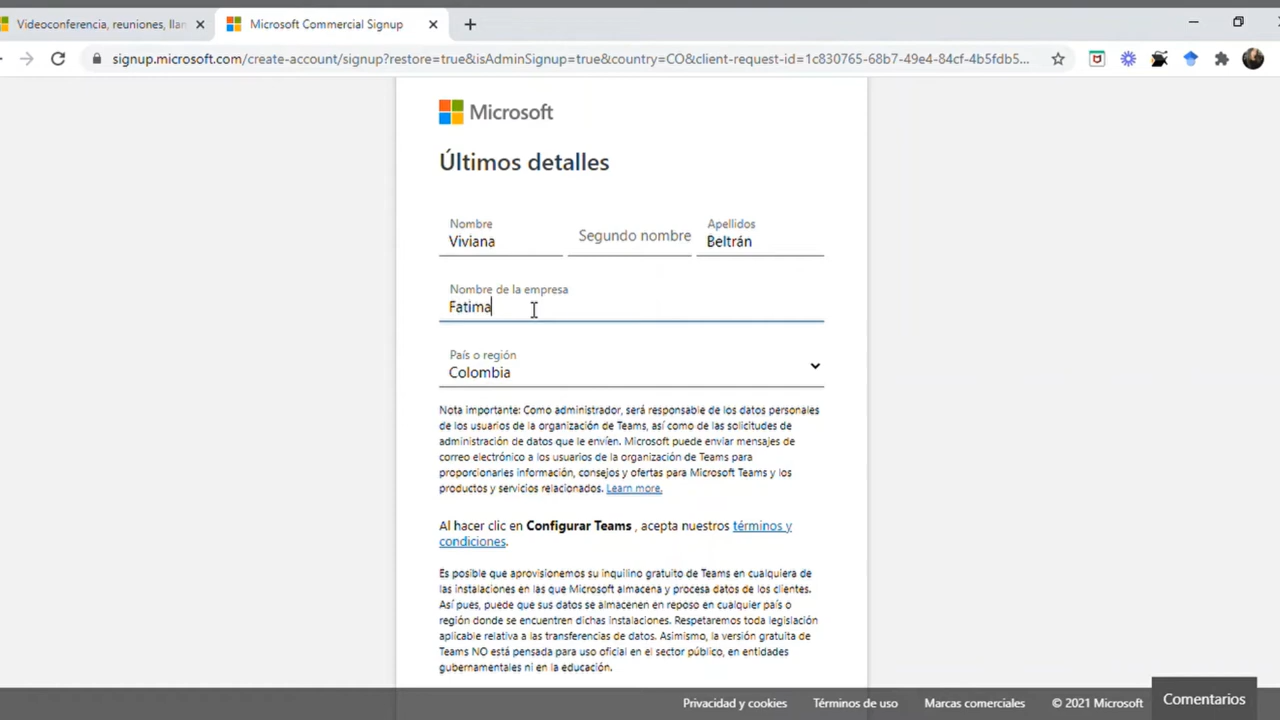 Videoconferencia, reuniones, llan
Microsoft Commercial Signup
signup.microsoft.com/create-account/signup?restore=true&isAdminSignup=true&country=CO&client-request-id=1c830765-68b7-49e4-84cf-4b5fdb5...
Microsoft
Últimos detalles
Nombre
Viviana
Segundo nombre
Apellidos
Beltrán
Nombre de la empresa
Fatima
País o región
Colombia
Nota importante: Como administrador, será responsable de los datos personales
de los usuarios de la organización de Teams, así como de las solicitudes de
administración de datos que le envíen. Microsoft puede enviar mensajes de
correo electrónico a los usuarios de la organización de Teams para
proporcionarles información, consejos y ofertas para Microsoft Teams y los
productos y servicios relacionados. Learn more.
Al hacer clic en Configurar Teams , acepta nuestros términos y
condiciones.
Es posible que aprovisionemos su inquilino gratuito de Teams en cualquiera de
las instalaciones en las que Microsoft almacena y procesa datos de los clientes.
Así pues, puede que sus datos se almacenen en reposo en cualquier país o
región donde se encuentren dichas instalaciones. Respetaremos toda legislación
aplicable relativa a las transferencias de datos. Asimismo, la versión gratuita de
Teams NO está pensada para uso oficial en el sector público, en entidades
gubernamentales ni en la educación.
Privacidad y cookies
Términos de uso
Marcas comerciales
© 2021 Microsoft
Comentarios